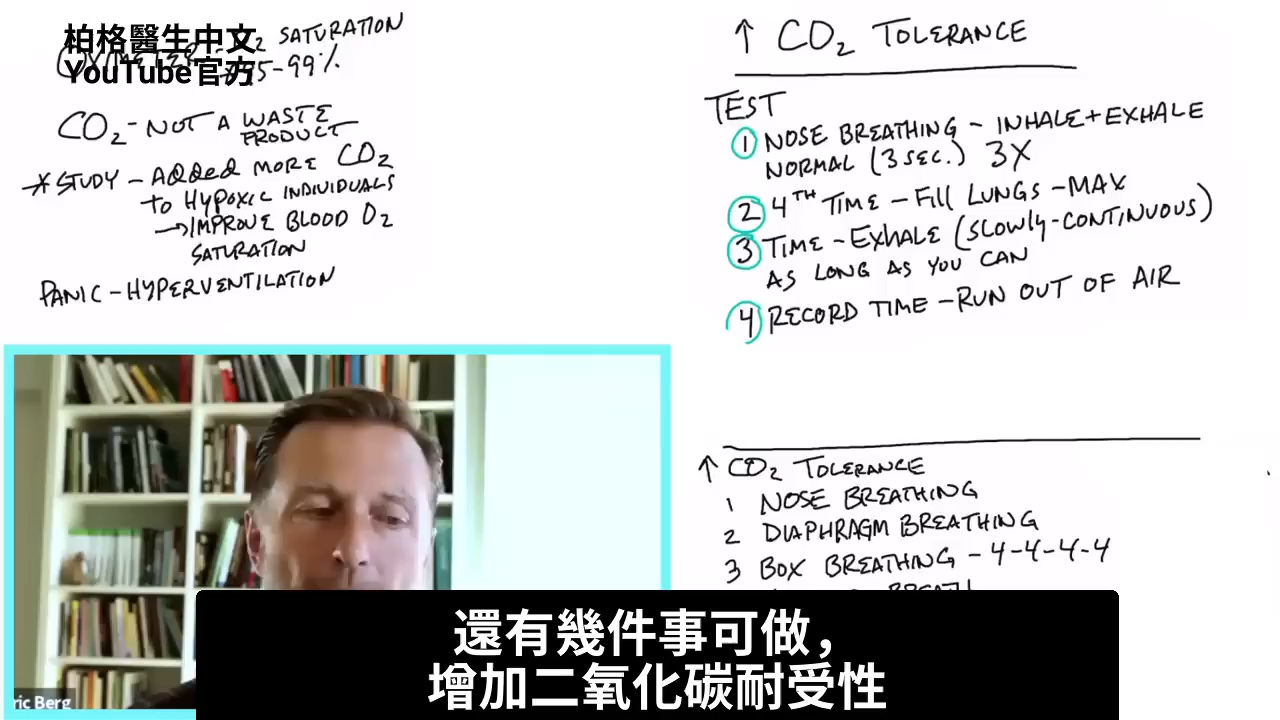 柏格醫生中文
YouTube官方
SATURATION
95-99%
CO2 - NOT A WASTE
PRODUCT
* STUDY - ADDED MORE CO2
TO HYPOXIC INDIVIDUALS
→ IMPROVE BLOOD O2
SATURATION
PANIC - HYPERVENTILATION
↑ CO2 TOLERANCE
TEST
1 NOSE BREATHING - INHALE + EXHALE
NORMAL (3 SEC.) 3X
2 4TH TIME - FILL LUNGS - MAX
3 TIME - EXHALE (SLOWLY - CONTINUOUS)
AS LONG AS YOU CAN
4 RECORD TIME - RUN OUT OF AIR
↑ CO2 TOLERANCE
1 NOSE BREATHING
2 DIAPHRAGM BREATHING
3 BOX BREATHING - 4-4-4-4
ric Berg
還有幾件事可做，
增加二氧化碳耐受性